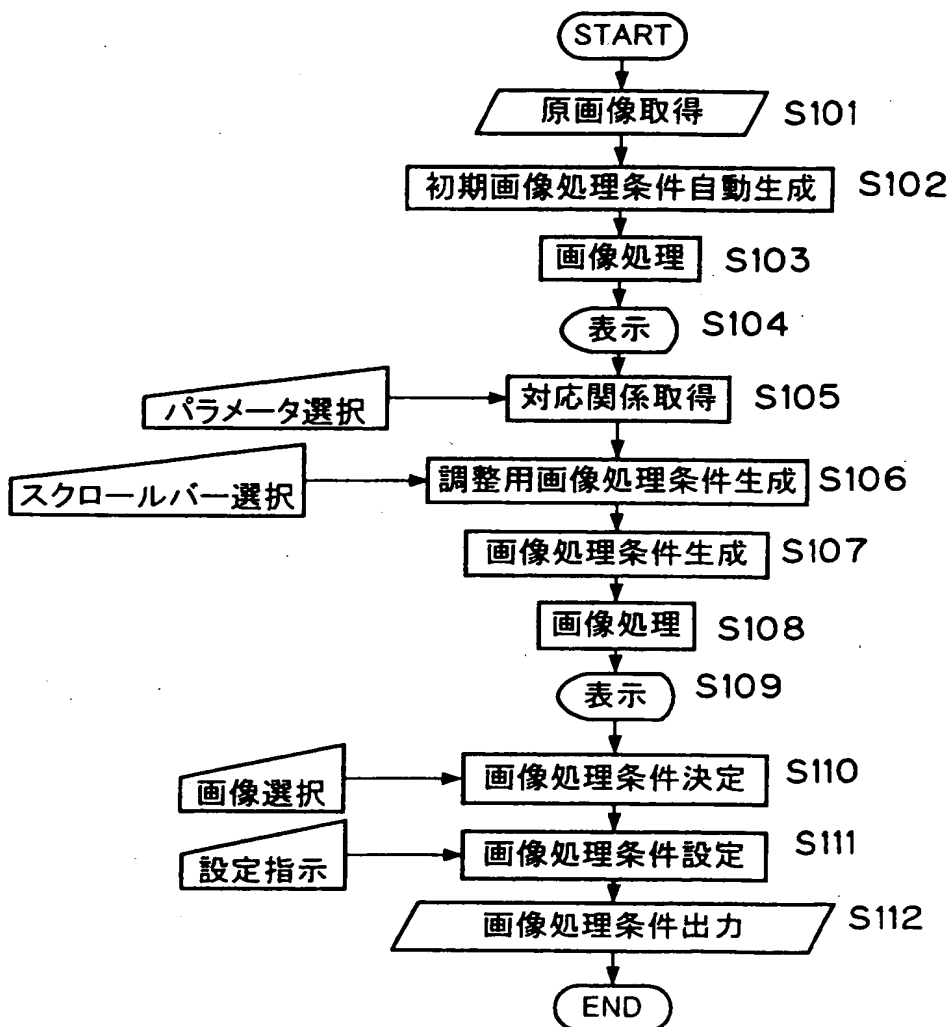 START
原画像取得 S101
初期画像処理条件自動生成 S102
画像処理 S103
表示 S104
パラメータ選択 対応関係取得 S105
スクロールバー選択 調整用画像処理条件生成 S106
画像処理条件生成 S107
画像処理 S108
表示 S109
画像選択 画像処理条件決定 S110
設定指示 画像処理条件設定 S111
画像処理条件出力 S112
END